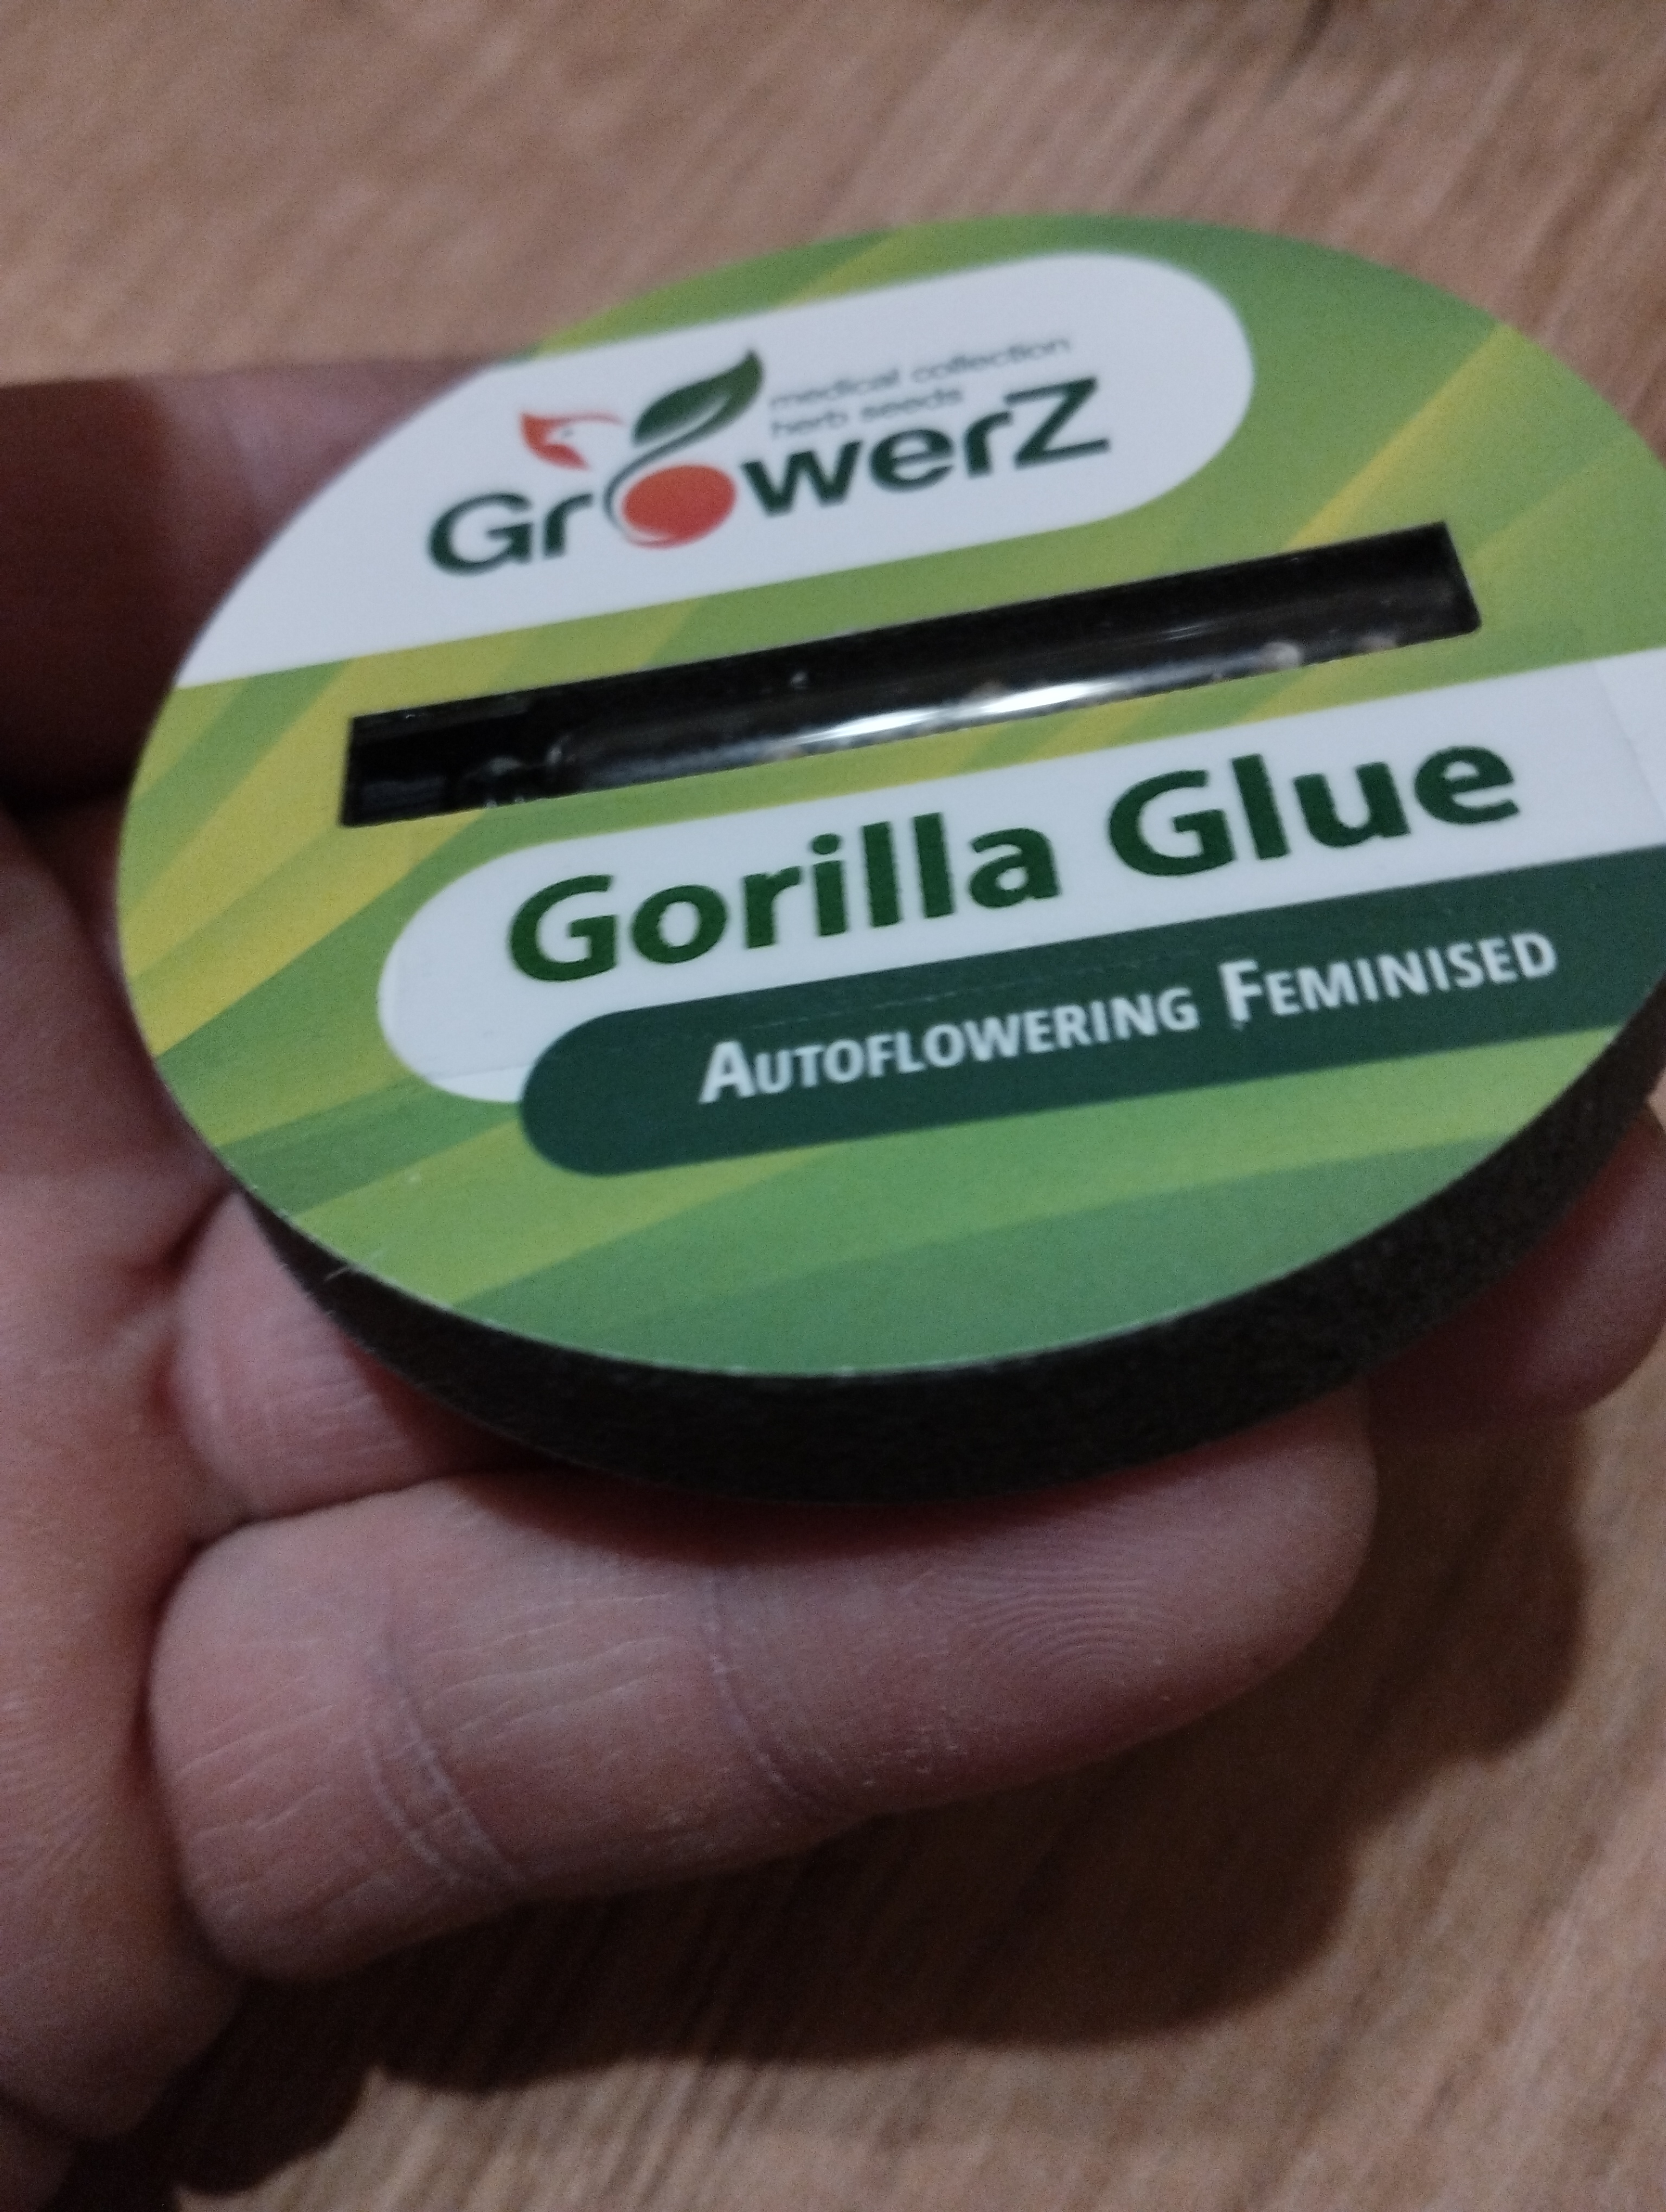 medical collection
herb seeds
GrowerZ
Gorilla Glue
AUTOFLOWERING FEMINISED